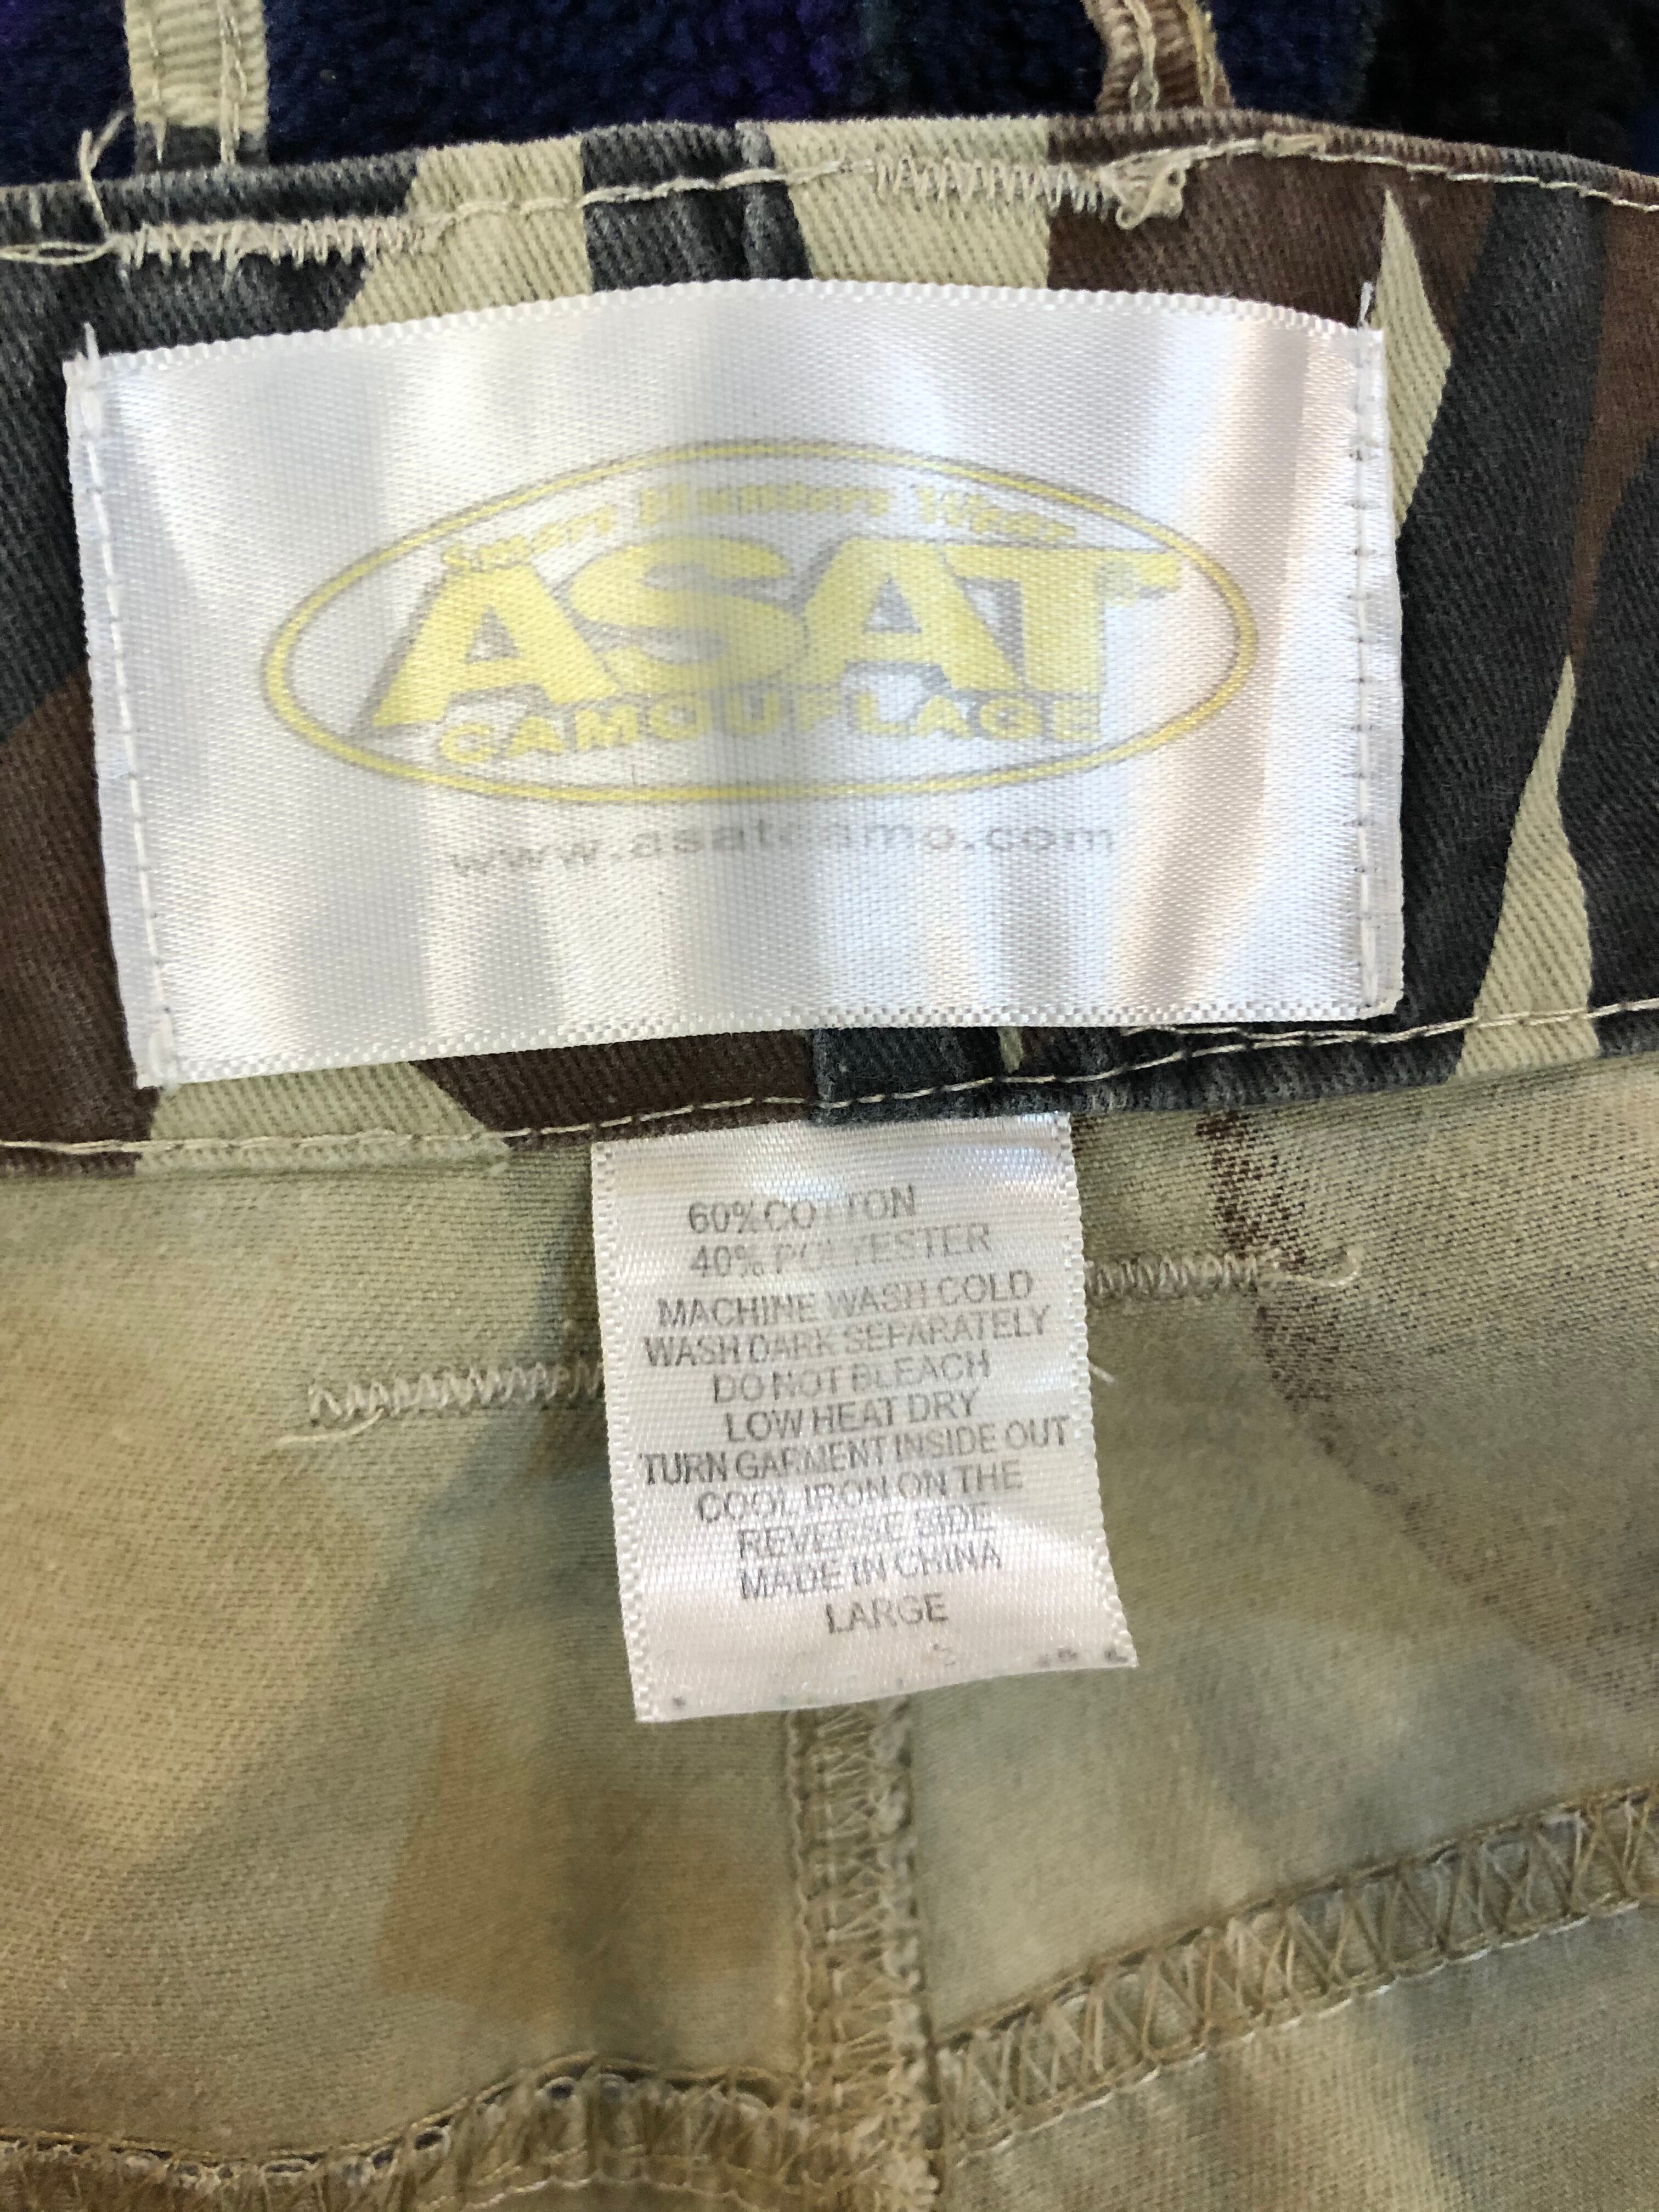 Smart Hunters Wear
ASAT®
CAMOUFLAGE
www.asatcamo.com
60%COTTON
40% POLYESTER
MACHINE WASH COLD
WASH DARK SEPARATELY
DO NOT BLEACH
LOW HEAT DRY
TURN GARMENT INSIDE OUT
COOL IRON ON THE
REVERSE SIDE
MADE IN CHINA
LARGE